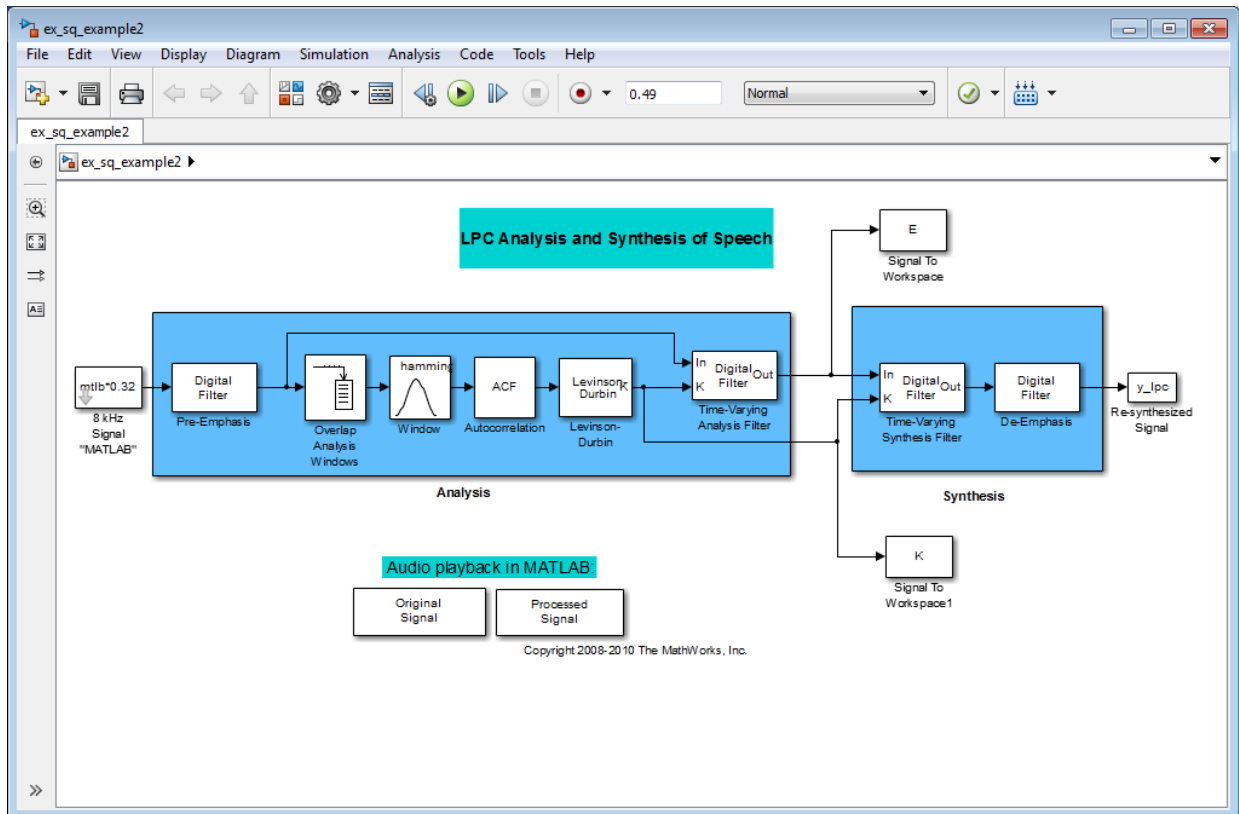 ex_sq_example2
File Edit View Display Diagram Simulation Analysis Code Tools Help
0.49
Normal
ex_sq_example2
ex_sq_example2
LPC Analysis and Synthesis of Speech
E
Signal To
Workspace
mtlb*0.32
8 kHz
Signal
"MATLAB"
Digital
Filter
Pre-Emphasis
Overlap
Analysis
Windows
hamming
Window
ACF
Autocorrelation
Levinson
Durbin
K
Levinson-
Durbin
In
K
Digital
Filter
Out
Time-Varying
Analysis Filter
In
K
Digital
Filter
Out
Time-Varying
Synthesis Filter
Digital
Filter
De-Emphasis
y_lpc
Re-synthesized
Signal
Analysis
Synthesis
K
Signal To
Workspace1
Audio playback in MATLAB:
Original
Signal
Processed
Signal
Copyright 2008-2010 The MathWorks, Inc.